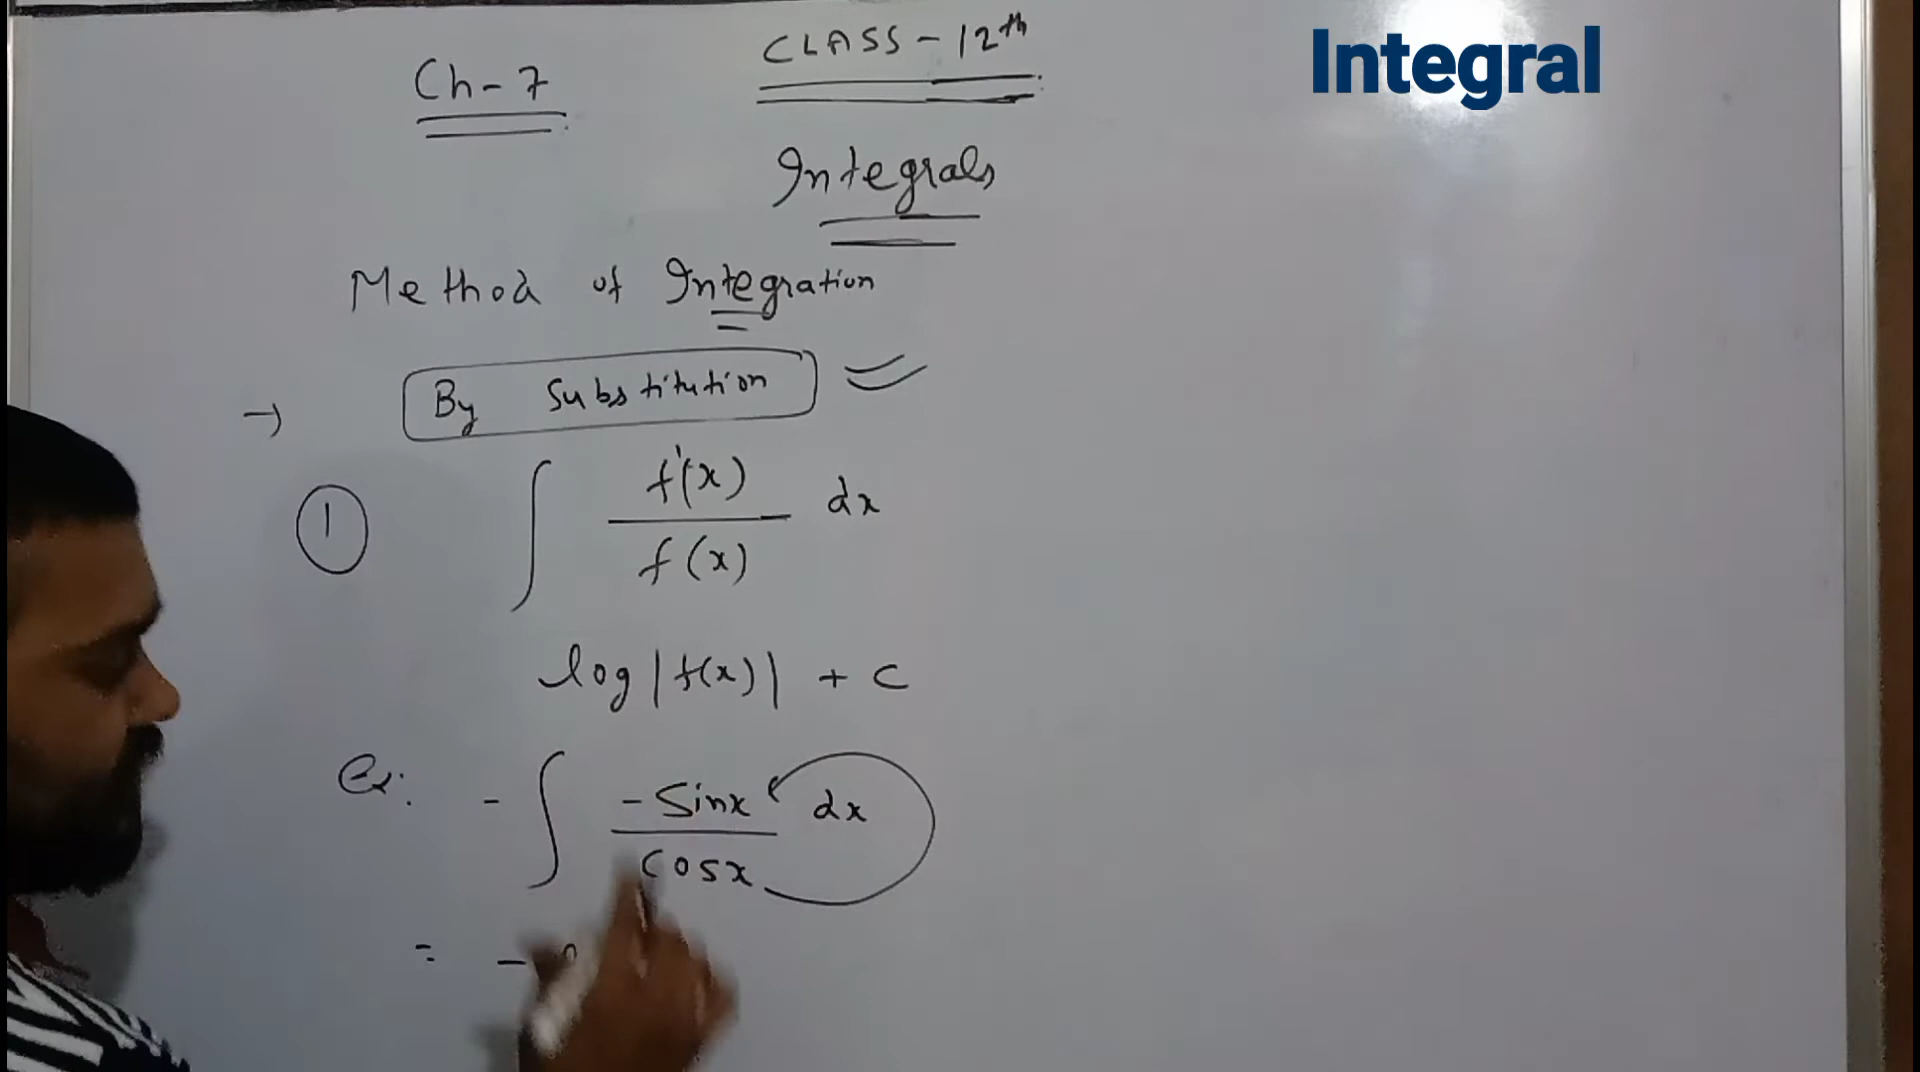 Integral
CLASS - 12th
Ch - 7
Integrals
Method of Integration
→ By Substitution
① ∫ f'(x) / f(x) dx
log |f(x)| + c
Ex: - ∫ -Sinx / Cosx dx
= -